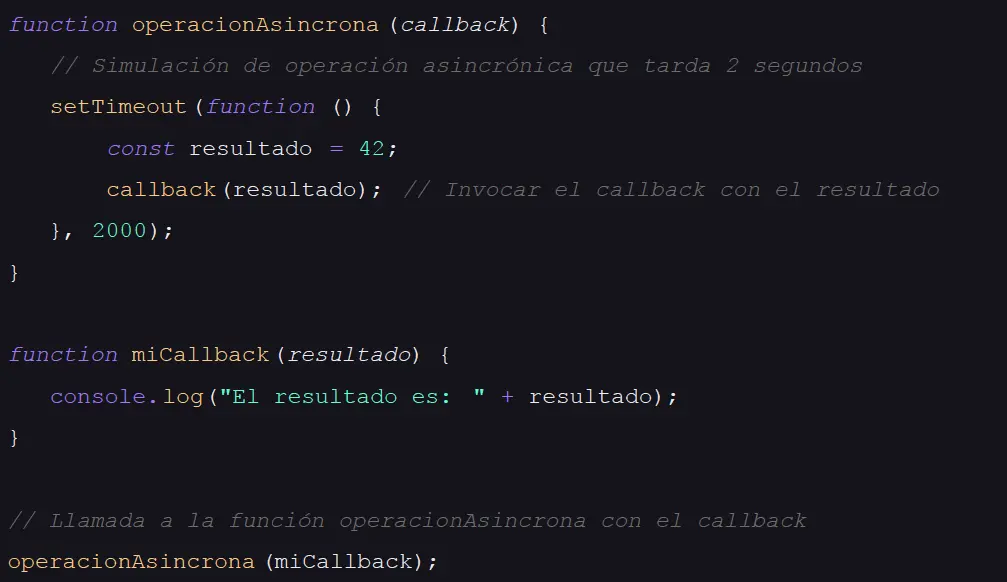 function operacionAsincrona(callback) {
// Simulación de operación asincrónica que tarda 2 segundos
setTimeout(function () {
const resultado = 42;
callback(resultado); // Invocar el callback con el resultado
}, 2000);
}
function miCallback(resultado) {
console.log("El resultado es: " + resultado);
}
// Llamada a la función operacionAsincrona con el callback
operacionAsincrona(miCallback);